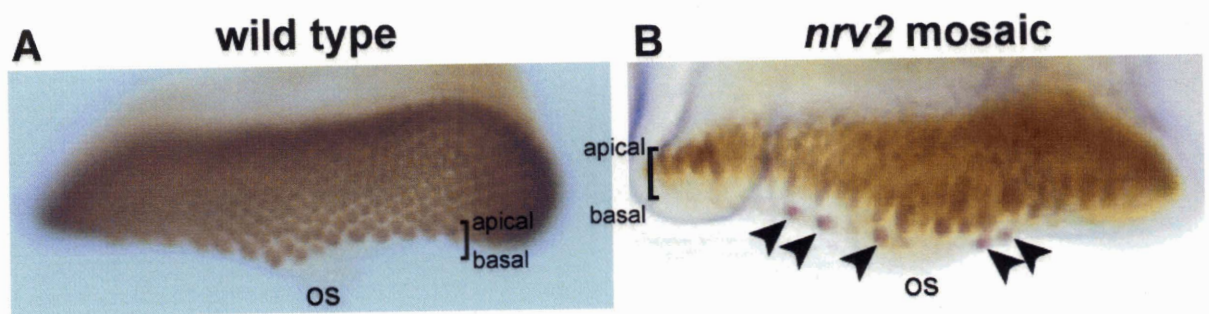 A wild type
B nrv2 mosaic
apical
basal
os
apical
basal
os